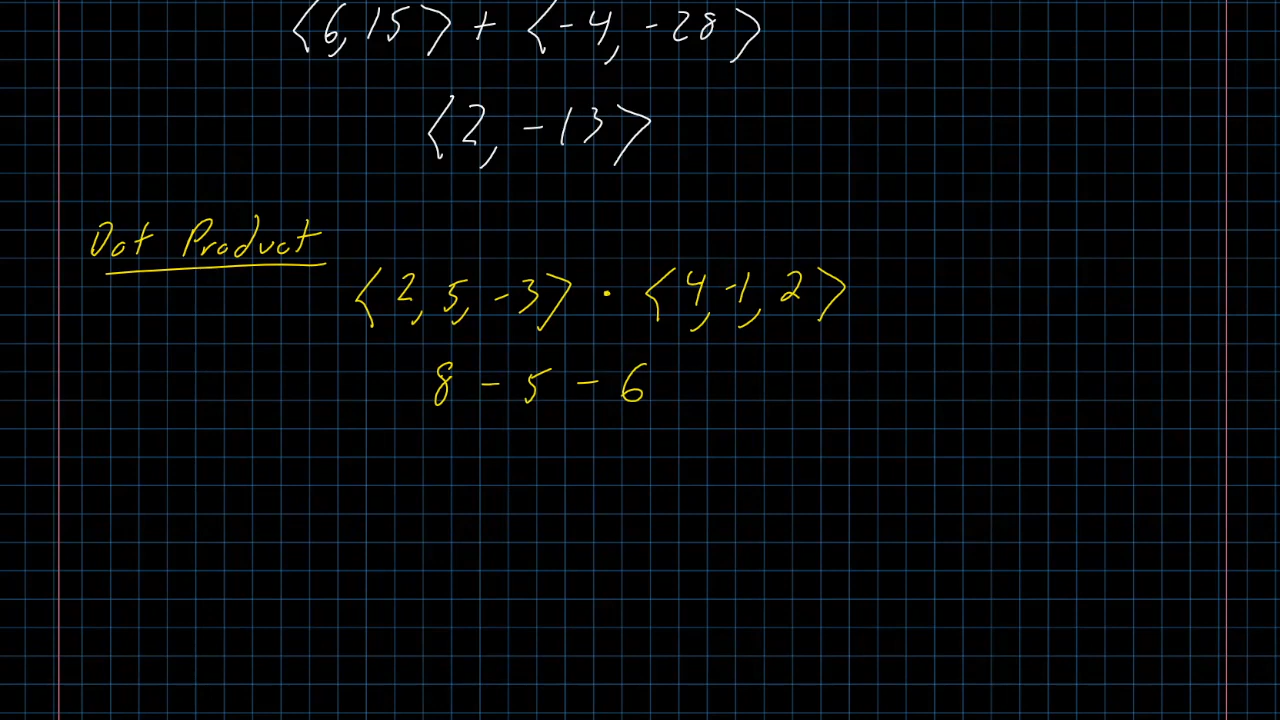 ⟨6, 15⟩ + ⟨-4, -28⟩
⟨2, -13⟩
Dot Product
⟨2, 5, -3⟩ · ⟨4, -1, 2⟩
8 - 5 - 6